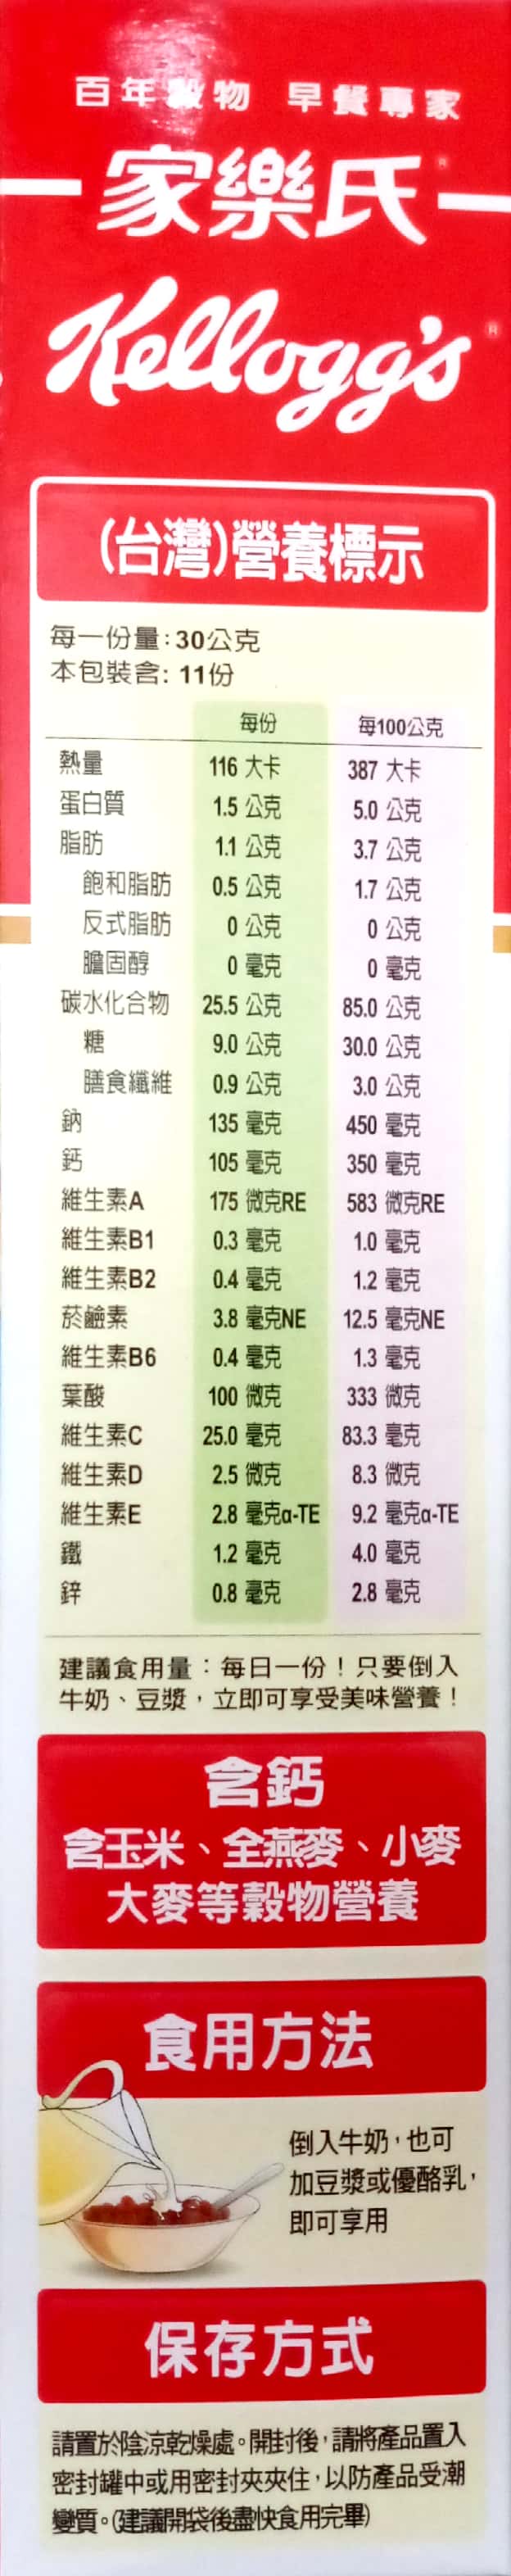 百年穀物 早餐專家
家樂氏®
Kellogg's®
(台灣)營養標示
每一份量:30公克
本包裝含: 11份
每份 每100公克
熱量 116 大卡 387 大卡
蛋白質 1.5 公克 5.0 公克
脂肪 1.1 公克 3.7 公克
飽和脂肪 0.5 公克 1.7 公克
反式脂肪 0 公克 0 公克
膽固醇 0 毫克 0 毫克
碳水化合物 25.5 公克 85.0 公克
糖 9.0 公克 30.0 公克
膳食纖維 0.9 公克 3.0 公克
鈉 135 毫克 450 毫克
鈣 105 毫克 350 毫克
維生素A 175 微克RE 583 微克RE
維生素B1 0.3 毫克 1.0 毫克
維生素B2 0.4 毫克 1.2 毫克
菸鹼素 3.8 毫克NE 12.5 毫克NE
維生素B6 0.4 毫克 1.3 毫克
葉酸 100 微克 333 微克
維生素C 25.0 毫克 83.3 毫克
維生素D 2.5 微克 8.3 微克
維生素E 2.8 毫克α-TE 9.2 毫克α-TE
鐵 1.2 毫克 4.0 毫克
鋅 0.8 毫克 2.8 毫克
建議食用量：每日一份！只要倒入
牛奶、豆漿，立即可享受美味營養！
含鈣
含玉米、全燕麥、小麥
大麥等穀物營養
食用方法
倒入牛奶，也可
加豆漿或優酪乳，
即可享用
保存方式
請置於陰涼乾燥處。開封後，請將產品置入
密封罐中或用密封夾夾住，以防產品受潮
變質。(建議開袋後盡快食用完畢)